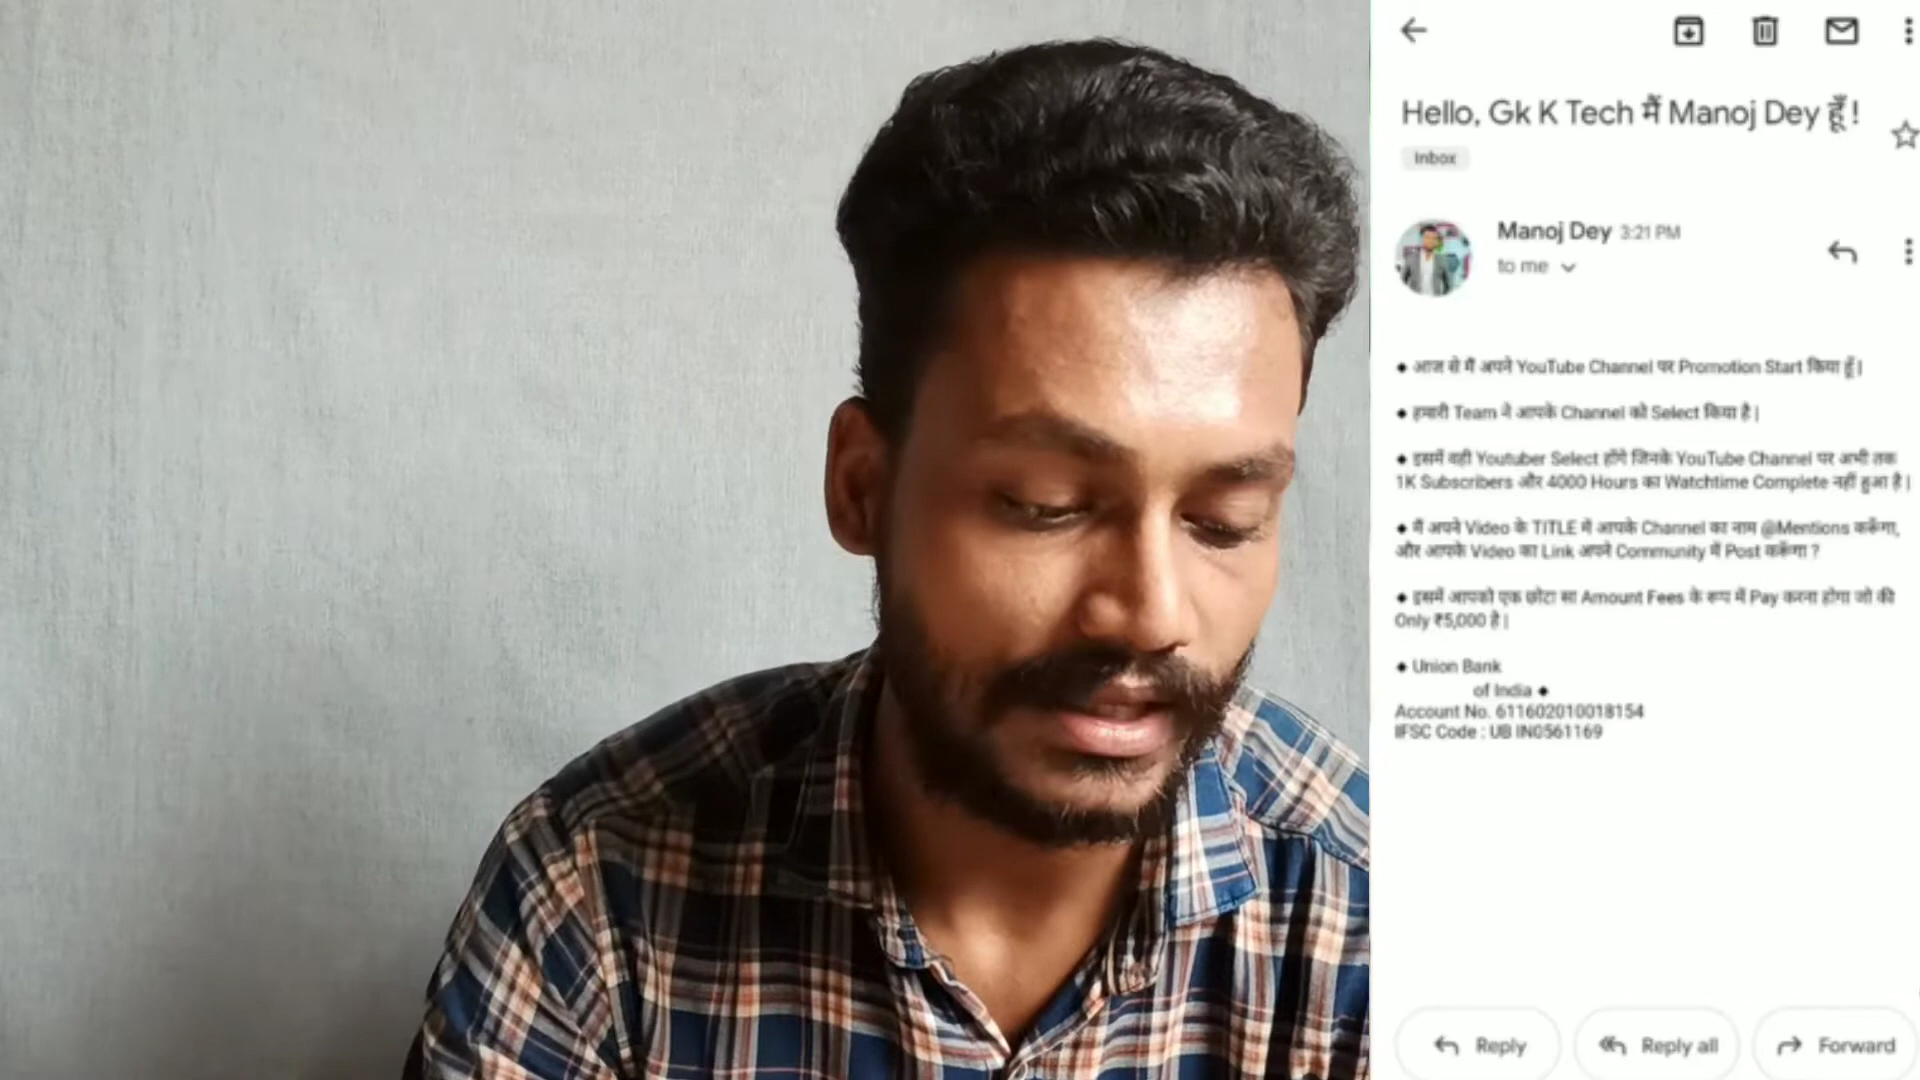 Hello, Gk K Tech मैं Manoj Dey हूँ !
Inbox
Manoj Dey 3:21 PM
to me
◆ आज से मैं अपने YouTube Channel पर Promotion Start किया हूँ |
◆ हमारी Team ने आपके Channel को Select किया है |
◆ इसमें वही Youtuber Select होंगे जिनके YouTube Channel पर अभी तक
1K Subscribers और 4000 Hours का Watchtime Complete नहीं हुआ है |
◆ मैं अपने Video के TITLE में आपके Channel का नाम @Mentions करूँगा,
और आपके Video का Link अपने Community में Post करूँगा ?
◆ इसमें आपको एक छोटा सा Amount Fees के रूप में Pay करना होगा जो की
Only ₹5,000 है |
◆ Union Bank
of India ◆
Account No. 611602010018154
IFSC Code : UB IN0561169
Reply
Reply all
Forward